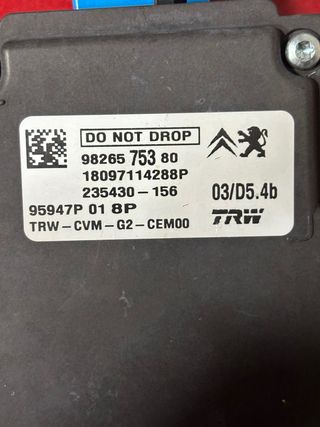 DO NOT DROP
98265 753 80
18097114288P
235430-156
03/D5.4b
95947P 01 8P
TRW-CVM-G2-CEM00
TRW